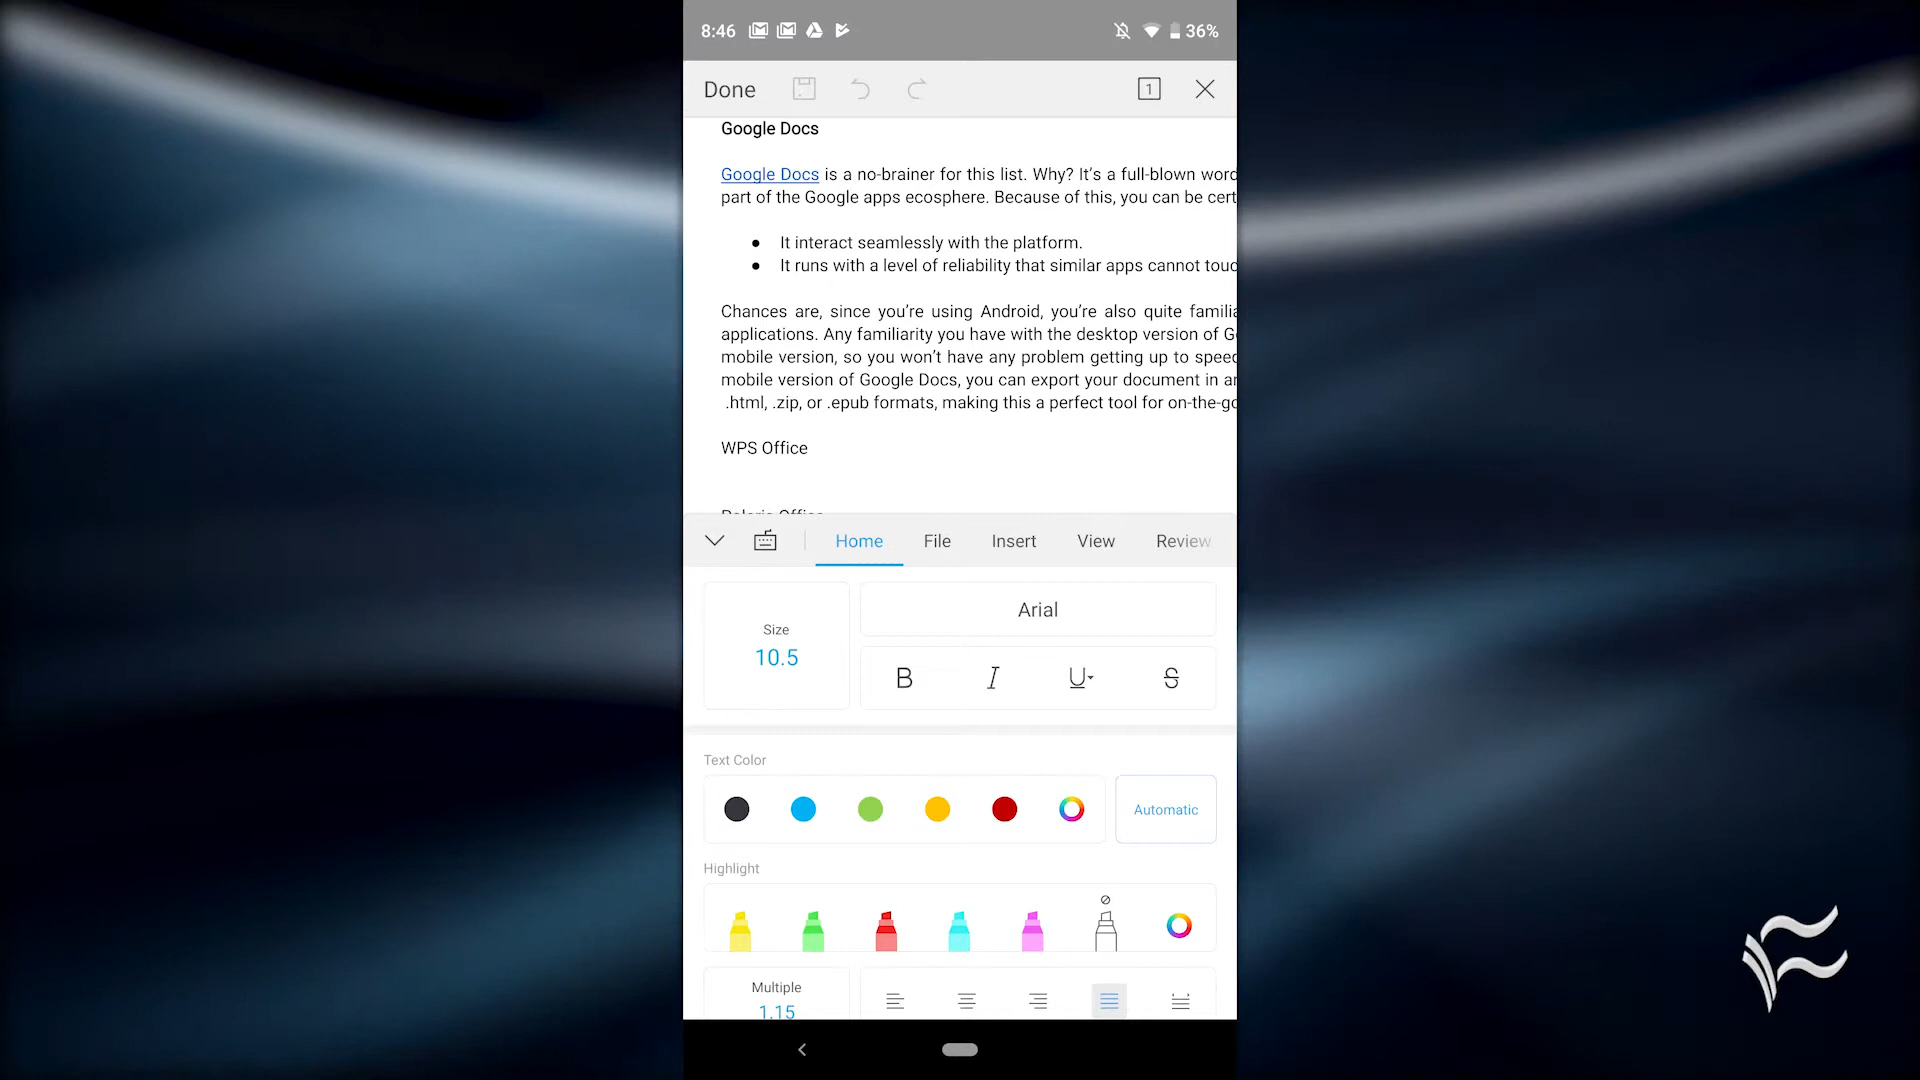 8:46
36%
Done
1
Google Docs
Google Docs is a no-brainer for this list. Why? It's a full-blown word
part of the Google apps ecosphere. Because of this, you can be cert
● It interact seamlessly with the platform.
● It runs with a level of reliability that similar apps cannot touc
Chances are, since you're using Android, you're also quite familia
applications. Any familiarity you have with the desktop version of G
mobile version, so you won't have any problem getting up to speed
mobile version of Google Docs, you can export your document in
.html, .zip, or .epub formats, making this a perfect tool for on-the-go
WPS Office
Polaris Office
Home File Insert View Review
Size
10.5
Arial
B I U S
Text Color
Automatic
Highlight
Multiple
1.15